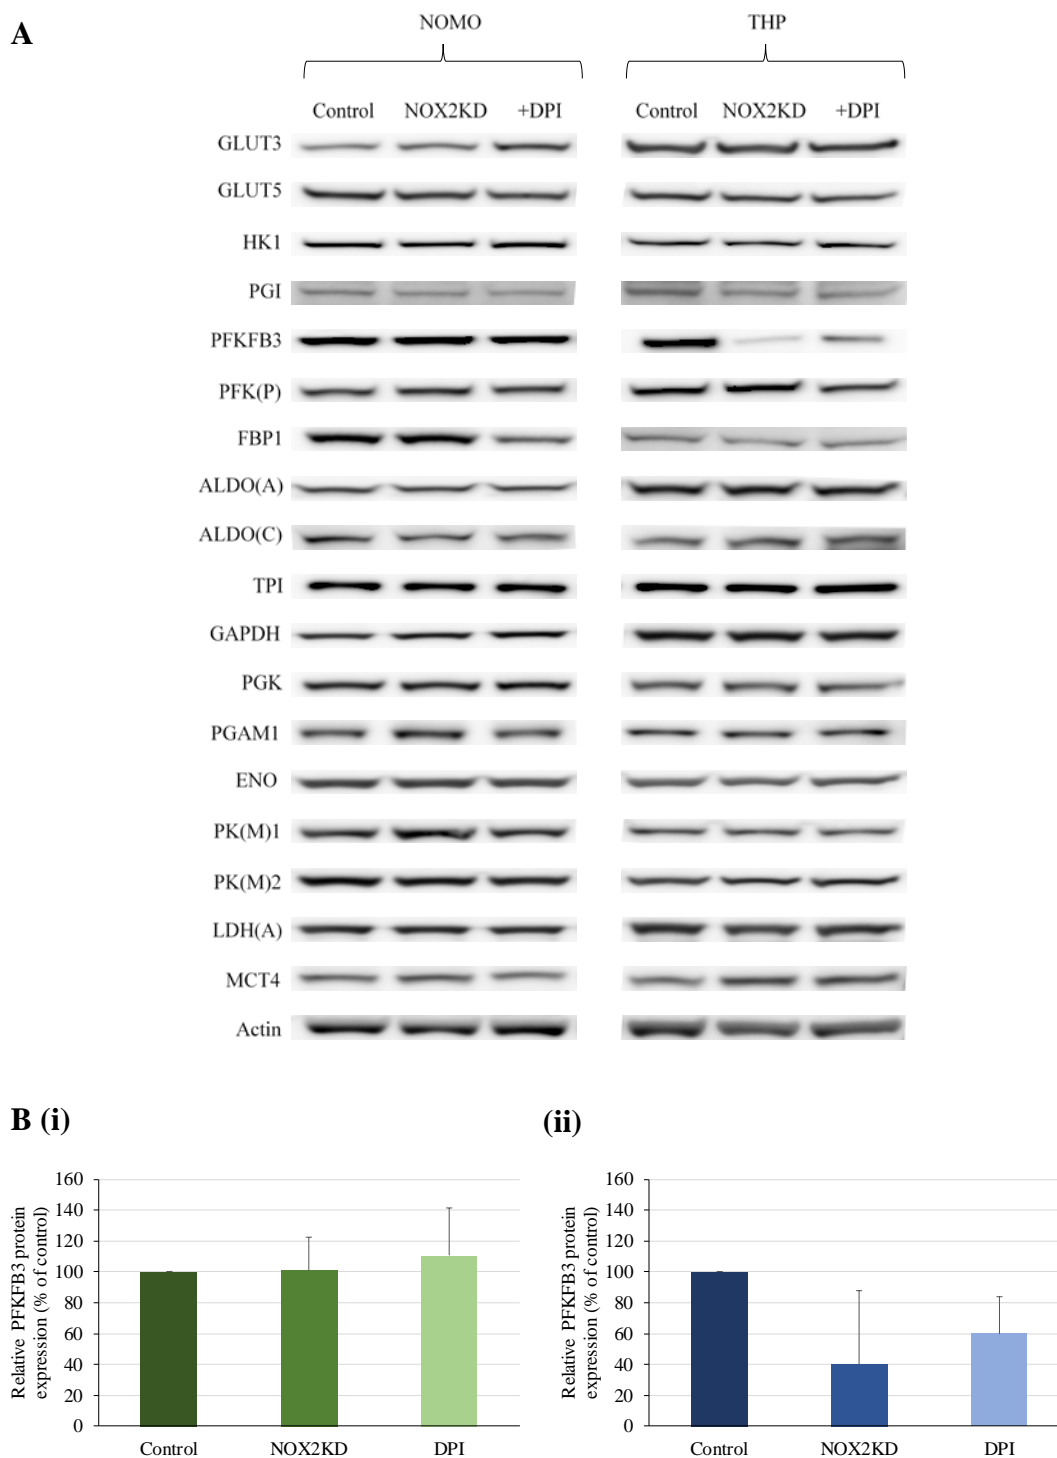 A
NOMO THP
Control NOX2KD +DPI Control NOX2KD +DPI
GLUT3
GLUT5
HK1
PGI
PFKFB3
PFK(P)
FBP1
ALDO(A)
ALDO(C)
TPI
GAPDH
PGK
PGAM1
ENO
PK(M)1
PK(M)2
LDH(A)
MCT4
Actin
B (i)
Relative PFKFB3 protein
expression (% of control)
160
140
120
100
80
60
40
20
0
Control NOX2KD DPI
(ii)
Relative PFKFB3 protein
expression (% of control)
160
140
120
100
80
60
40
20
0
Control NOX2KD DPI